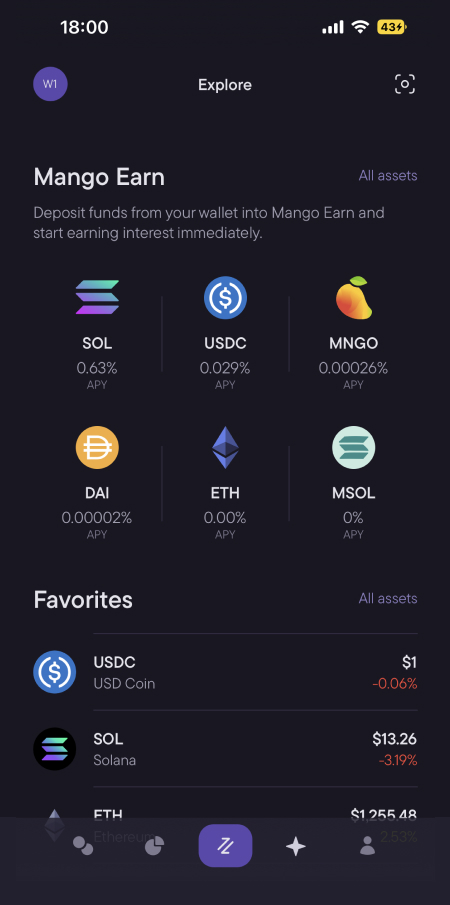 18:00
43
W1
Explore
Mango Earn
All assets
Deposit funds from your wallet into Mango Earn and
start earning interest immediately.
SOL
USDC
MNGO
0.63%
0.029%
0.00026%
APY
APY
APY
DAI
ETH
MSOL
0.00002%
0.00%
0%
APY
APY
APY
Favorites
All assets
USDC
$1
USD Coin
-0.06%
SOL
$13.26
Solana
-3.19%
ETH
$1,255.48
Ethereum
2.53%